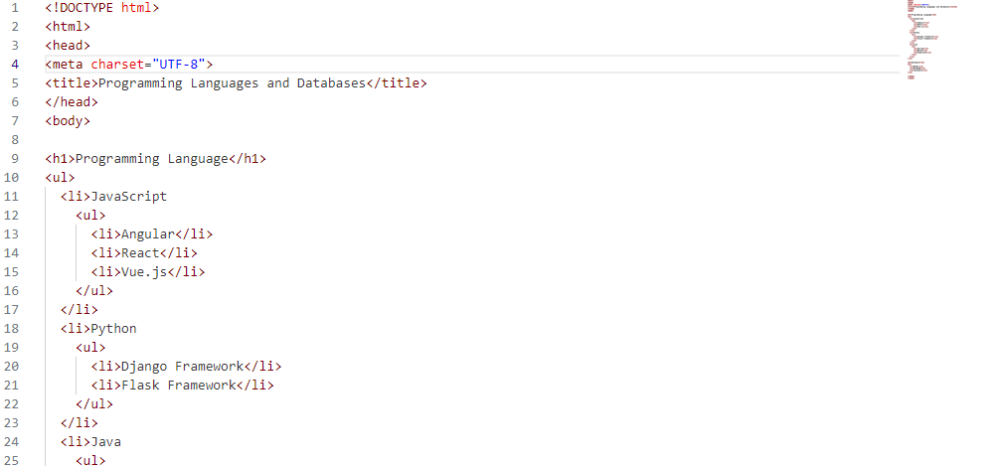 1 <!DOCTYPE html>
2 <html>
3 <head>
4 <meta charset="UTF-8">
5 <title>Programming Languages and Databases</title>
6 </head>
7 <body>
8
9 <h1>Programming Language</h1>
10 <ul>
11 <li>JavaScript
12 <ul>
13 <li>Angular</li>
14 <li>React</li>
15 <li>Vue.js</li>
16 </ul>
17 </li>
18 <li>Python
19 <ul>
20 <li>Django Framework</li>
21 <li>Flask Framework</li>
22 </ul>
23 </li>
24 <li>Java
25 <ul>